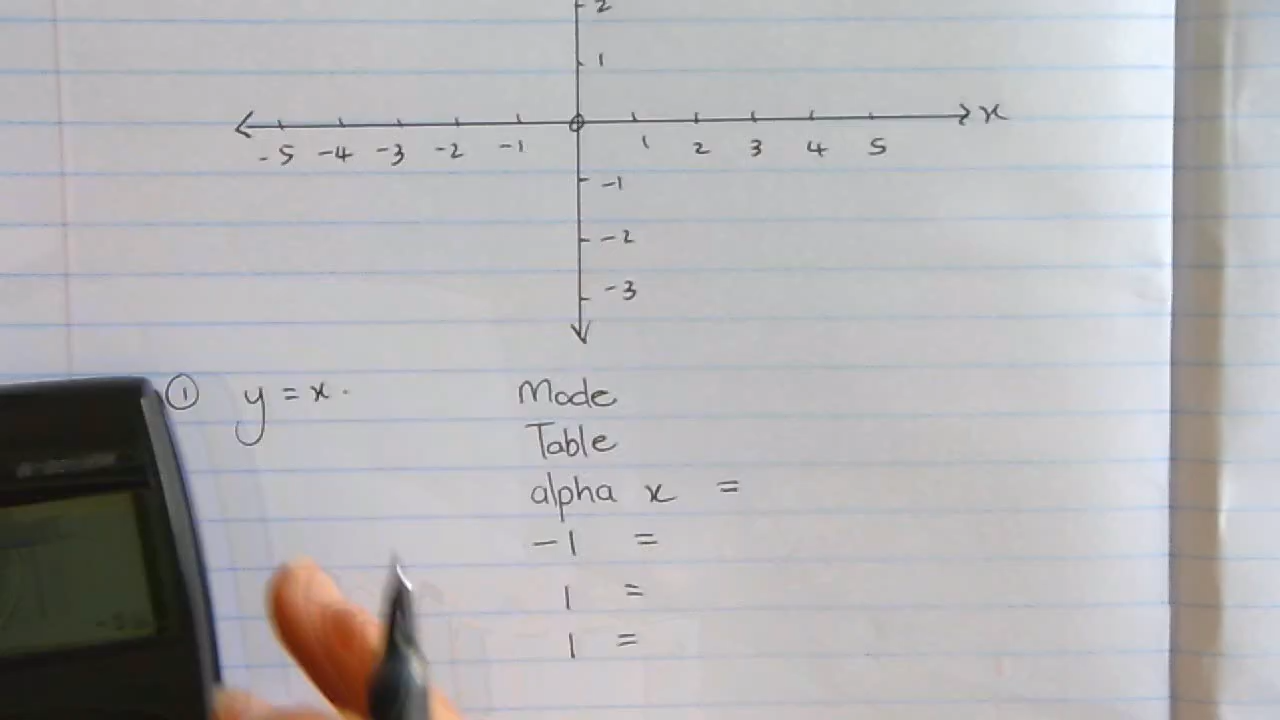 2
1
x
-5 -4 -3 -2 -1 1 2 3 4 5
-1
-2
-3
① y = x . Mode
Table
alpha x =
-1 =
1 =
1 =